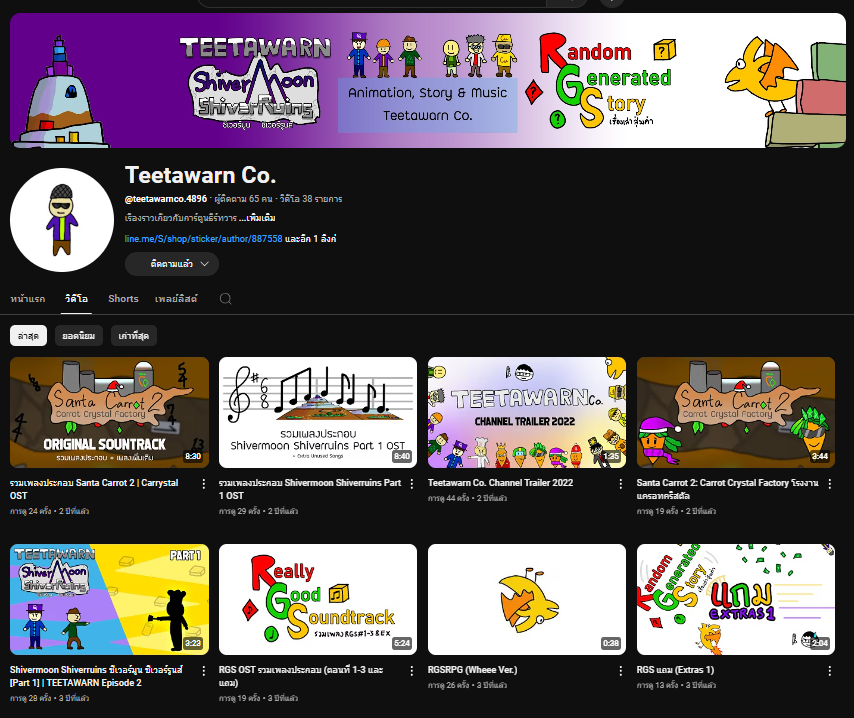 TEETAWARN
ShiverMoon
ShiverRuins
ชิเวอร์มูน ชิเวอร์รูนส์
Animation, Story & Music
Teetawarn Co.
Random
Generated
Story
เรื่องเล่าสุ่มคำ
Teetawarn Co.
@teetawarnco.4896 · ผู้ติดตาม 65 คน · วิดีโอ 38 รายการ
เรื่องราวเกี่ยวกับการ์ตูนธีร์ทวาร ...เพิ่มเติม
line.me/S/shop/sticker/author/887558 และอีก 1 ลิงก์
ติดตามแล้ว
หน้าแรก วิดีโอ Shorts เพลย์ลิสต์
ล่าสุด ยอดนิยม เก่าที่สุด
Santa Carrot 2
Carrot Crystal Factory
ORIGINAL SOUNTRACK
รวมเพลงประกอบ + เพลงเพิ่มเติม
8:30
รวมเพลงประกอบ Santa Carrot 2 | Carrystal OST
การดู 24 ครั้ง • 2 ปีที่แล้ว
รวมเพลงประกอบ
Shivermoon Shiverruins Part 1 OST
+ Extra Unused Songs
8:40
รวมเพลงประกอบ Shivermoon Shiverruins Part 1 OST
การดู 29 ครั้ง • 2 ปีที่แล้ว
TEETAWARN Co.
CHANNEL TRAILER 2022
1:35
Teetawarn Co. Channel Trailer 2022
การดู 44 ครั้ง • 2 ปีที่แล้ว
Santa Carrot 2
Carrot Crystal Factory
3:44
Santa Carrot 2: Carrot Crystal Factory โรงงานแครอทคริสตัล
การดู 19 ครั้ง • 2 ปีที่แล้ว
TEETAWARN
ShiverMoon
ShiverRuins
PART 1
3:23
Shivermoon Shiverruins ชิเวอร์มูน ชิเวอร์รูนส์
[Part 1] | TEETAWARN Episode 2
การดู 28 ครั้ง • 3 ปีที่แล้ว
Really
Good
Soundtrack
รวมเพลง RGS#1-3 & EX
5:24
RGS OST รวมเพลงประกอบ (ตอนที่ 1-3 และ
แถม)
การดู 19 ครั้ง • 3 ปีที่แล้ว
0:38
RGSRPG (Wheee Ver.)
การดู 26 ครั้ง • 3 ปีที่แล้ว
Random
Generated
Story
เรื่องเล่าสุ่มคำ
แถม
EXTRAS 1
2:04
RGS แถม (Extras 1)
การดู 13 ครั้ง • 3 ปีที่แล้ว